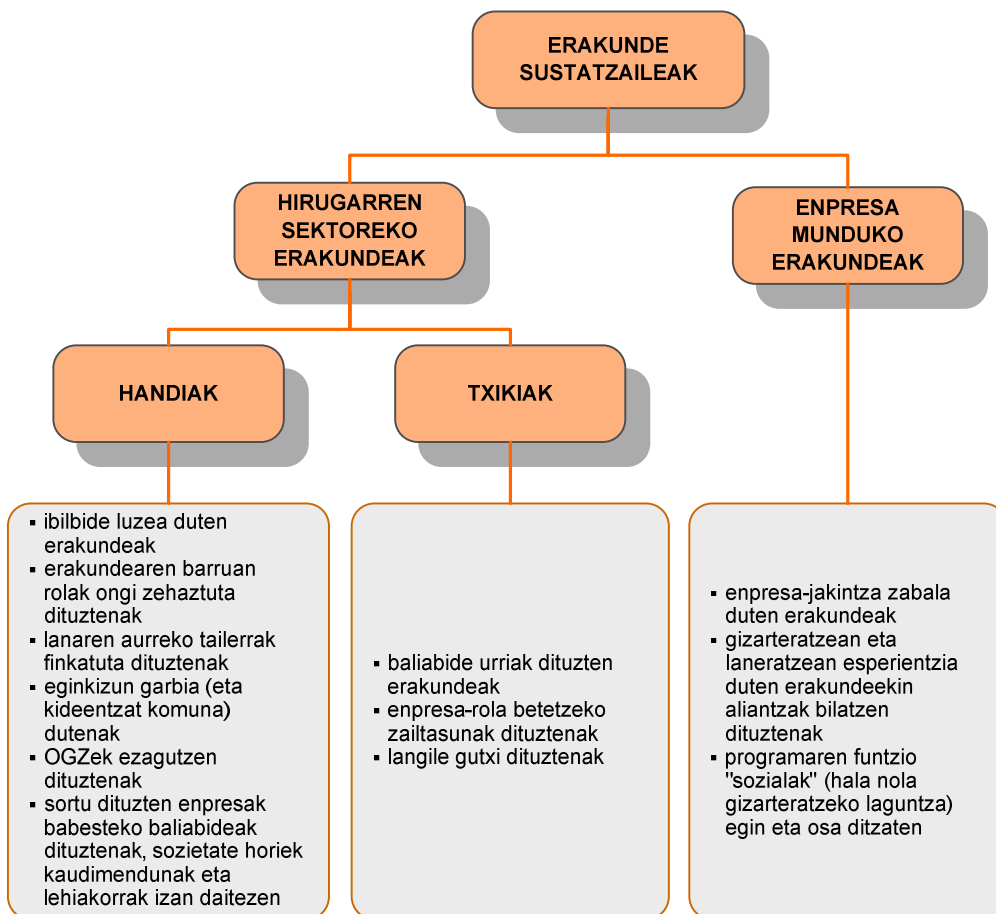 ERAKUNDE
SUSTATZAILEAK
HIRUGARREN
SEKTOREKO
ERAKUNDEAK
ENPRESA
MUNDUKO
ERAKUNDEAK
HANDIAK
TXIKIAK
▪ ibilbide luzea duten
erakundeak
▪ erakundearen barruan
rolak ongi zehaztuta
dituztenak
▪ lanaren aurreko tailerrak
finkatuta dituztenak
▪ eginkizun garbia (eta
kideentzat komuna)
dutenak
▪ OGZek ezagutzen
dituztenak
▪ sortu dituzten enpresak
babesteko baliabideak
dituztenak, sozietate horiek
kaudimendunak eta
lehiakorrak izan daitezen
▪ baliabide urriak dituzten
erakundeak
▪ enpresa-rola betetzeko
zailtasunak dituztenak
▪ langile gutxi dituztenak
▪ enpresa-jakintza zabala
duten erakundeak
▪ gizarteratzean eta
laneratzean esperientzia
duten erakundeekin
aliantzak bilatzen
dituztenak
▪ programaren funtzio
"sozialak" (hala nola
gizarteratzeko laguntza)
egin eta osa ditzaten